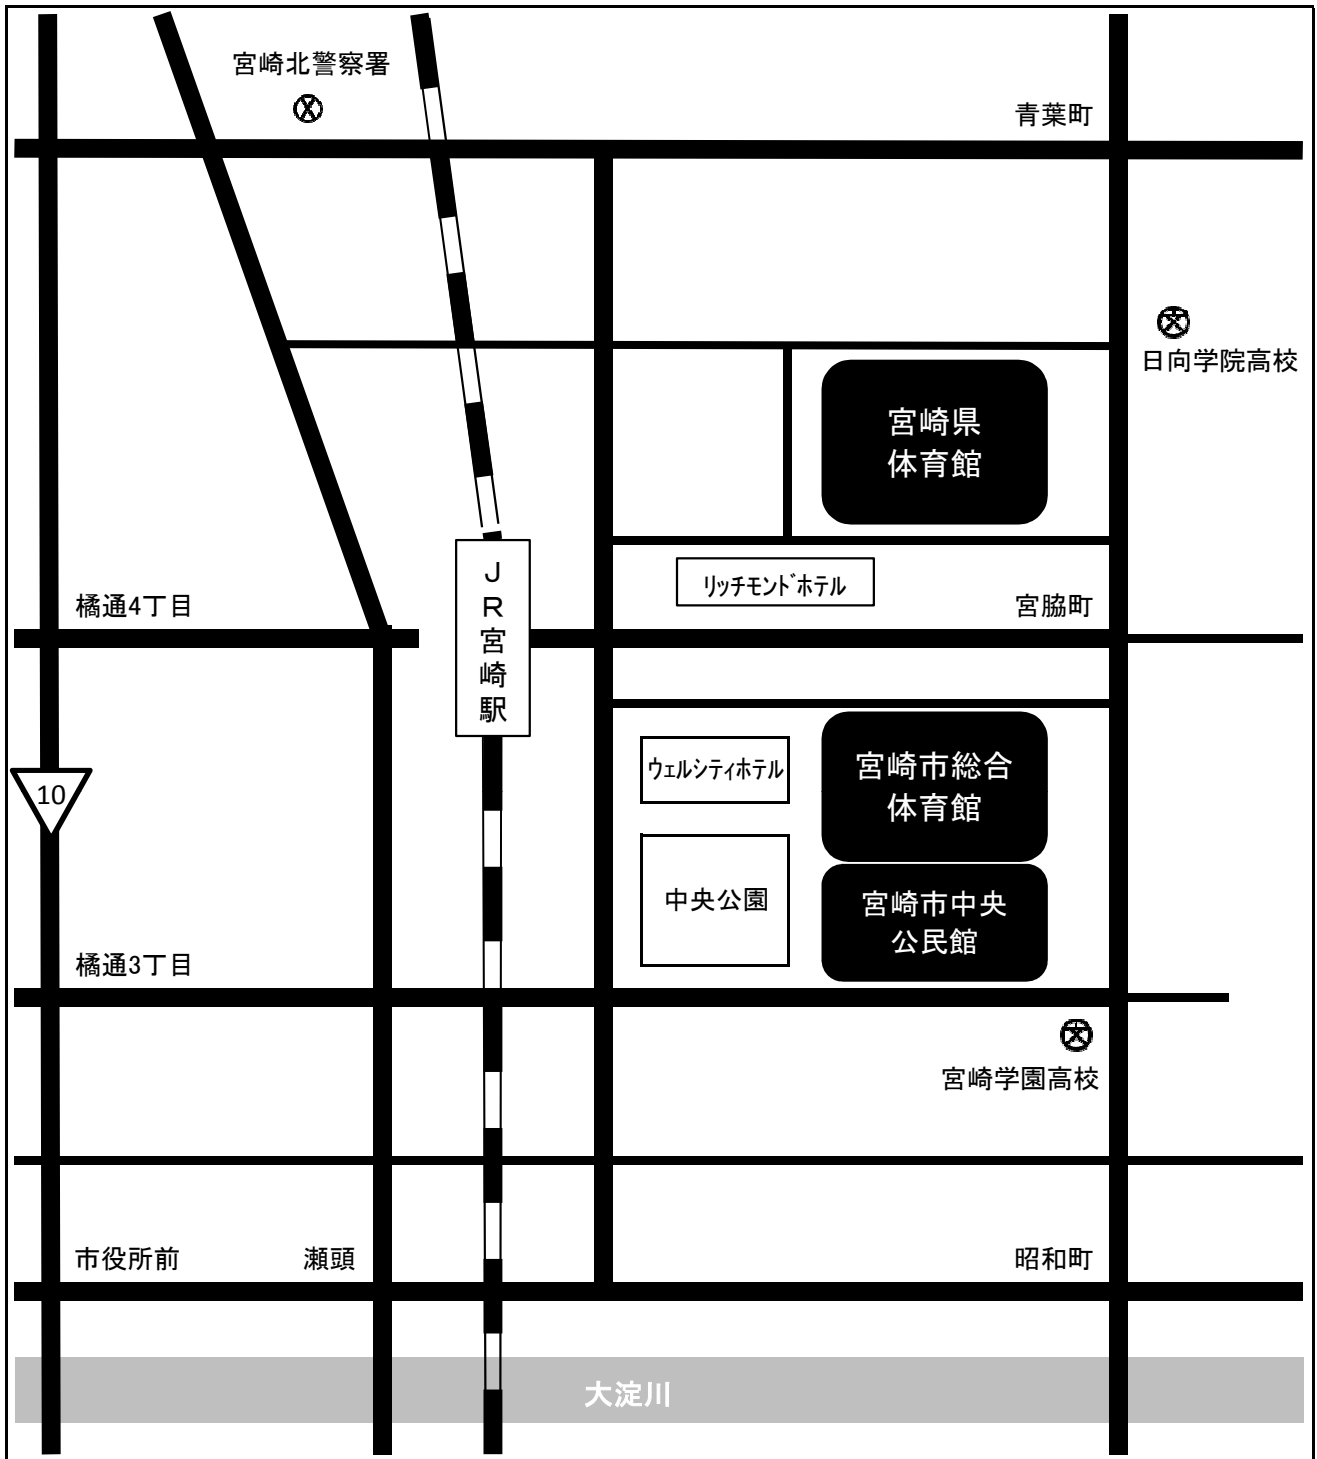 宮崎北警察署
青葉町
日向学院高校
宮崎県
体育館
リッチモンドホテル
JR宮崎駅
橘通4丁目
宮脇町
10
ウェルシティホテル
宮崎市総合
体育館
中央公園
宮崎市中央
公民館
橘通3丁目
宮崎学園高校
市役所前
瀬頭
昭和町
大淀川